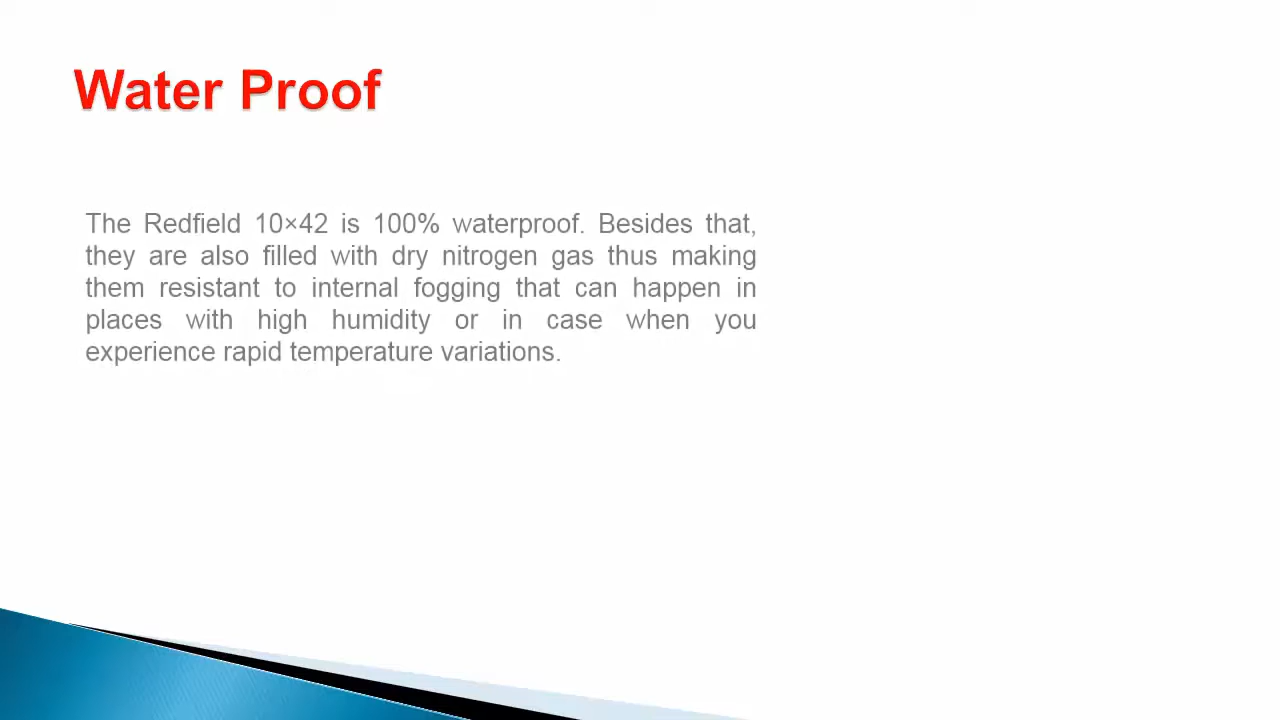 Water Proof
The Redfield 10×42 is 100% waterproof. Besides that,
they are also filled with dry nitrogen gas thus making
them resistant to internal fogging that can happen in
places with high humidity or in case when you
experience rapid temperature variations.